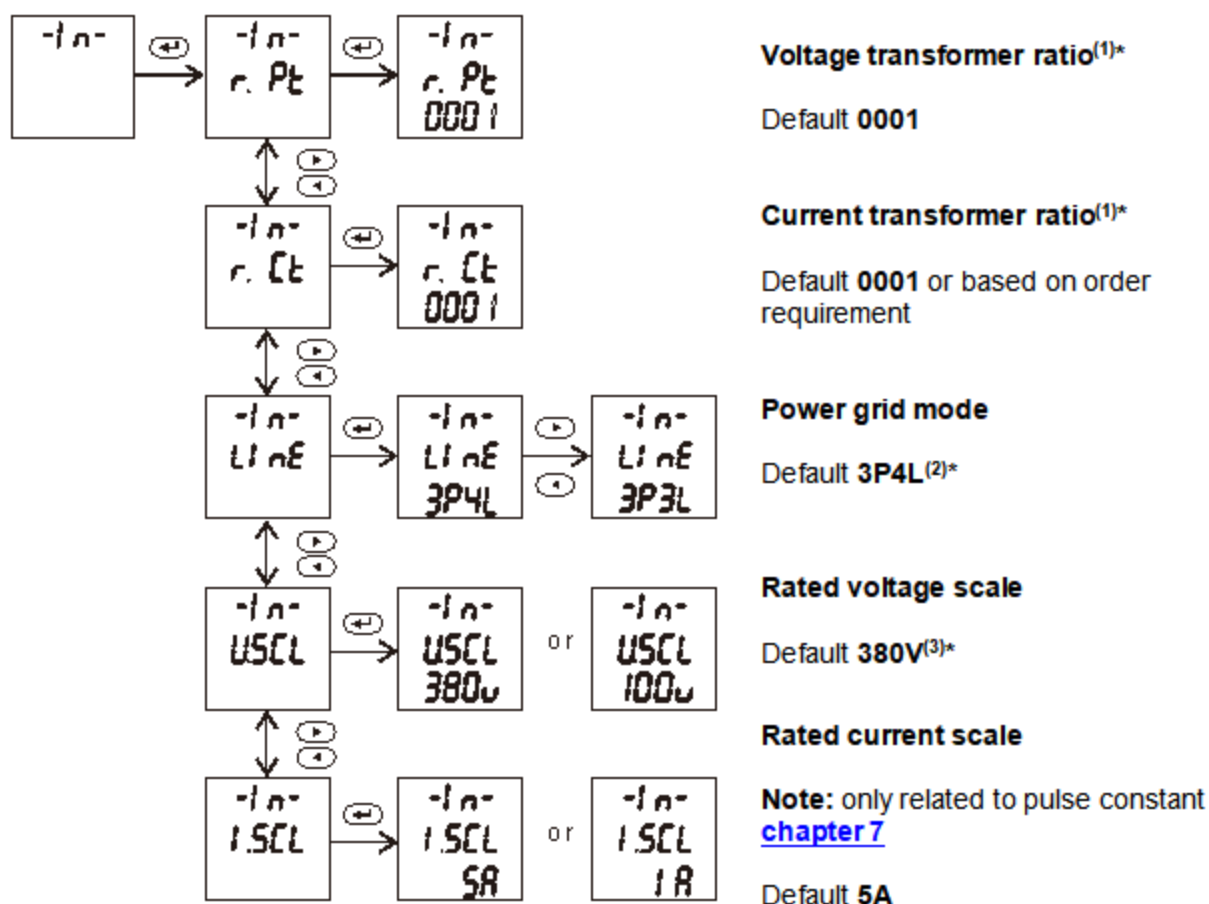 -In-
-In-
r. Pt
-In-
r. Pt
0001
Voltage transformer ratio(1)*
Default 0001
-In-
r. Ct
-In-
r. Ct
0001
Current transformer ratio(1)*
Default 0001 or based on order
requirement
-In-
LInE
-In-
LInE
3P4L
-In-
LInE
3P3L
Power grid mode
Default 3P4L(2)*
-In-
U.SCL
-In-
U.SCL
380v
or
-In-
U.SCL
100v
Rated voltage scale
Default 380V(3)*
-In-
I.SCL
-In-
I.SCL
5A
or
-In-
I.SCL
1A
Rated current scale
Note: only related to pulse constant
chapter 7
Default 5A